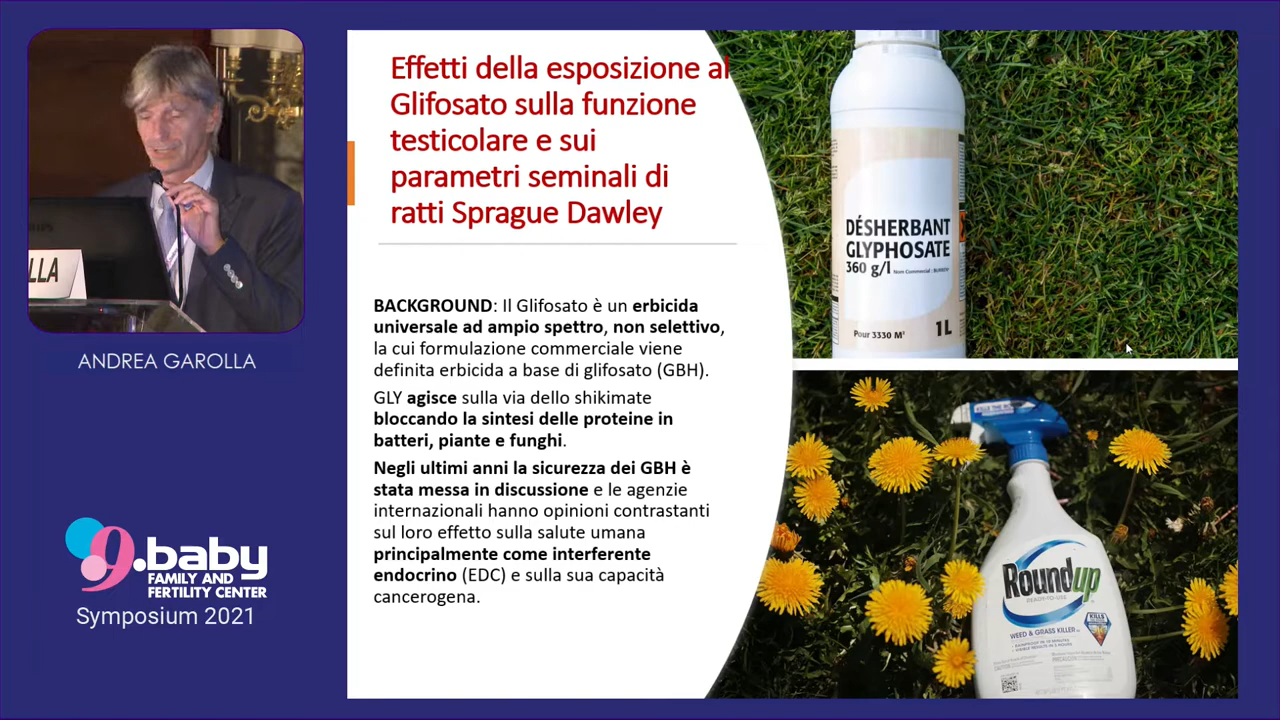 LLA
ANDREA GAROLLA
9.baby
FAMILY AND
FERTILITY CENTER
Symposium 2021
Effetti della esposizione al
Glifosato sulla funzione
testicolare e sui
parametri seminali di
ratti Sprague Dawley
BACKGROUND: Il Glifosato è un erbicida
universale ad ampio spettro, non selettivo,
la cui formulazione commerciale viene
definita erbicida a base di glifosato (GBH).
GLY agisce sulla via dello shikimate
bloccando la sintesi delle proteine in
batteri, piante e funghi.
Negli ultimi anni la sicurezza dei GBH è
stata messa in discussione e le agenzie
internazionali hanno opinioni contrastanti
sul loro effetto sulla salute umana
principalmente come interferente
endocrino (EDC) e sulla sua capacità
cancerogena.
DÉSHERBANT
GLYPHOSATE
360 g/l
Pour 3330 M²
1L
Roundup
READY-TO-USE
WEED & GRASS KILLER
KILLS